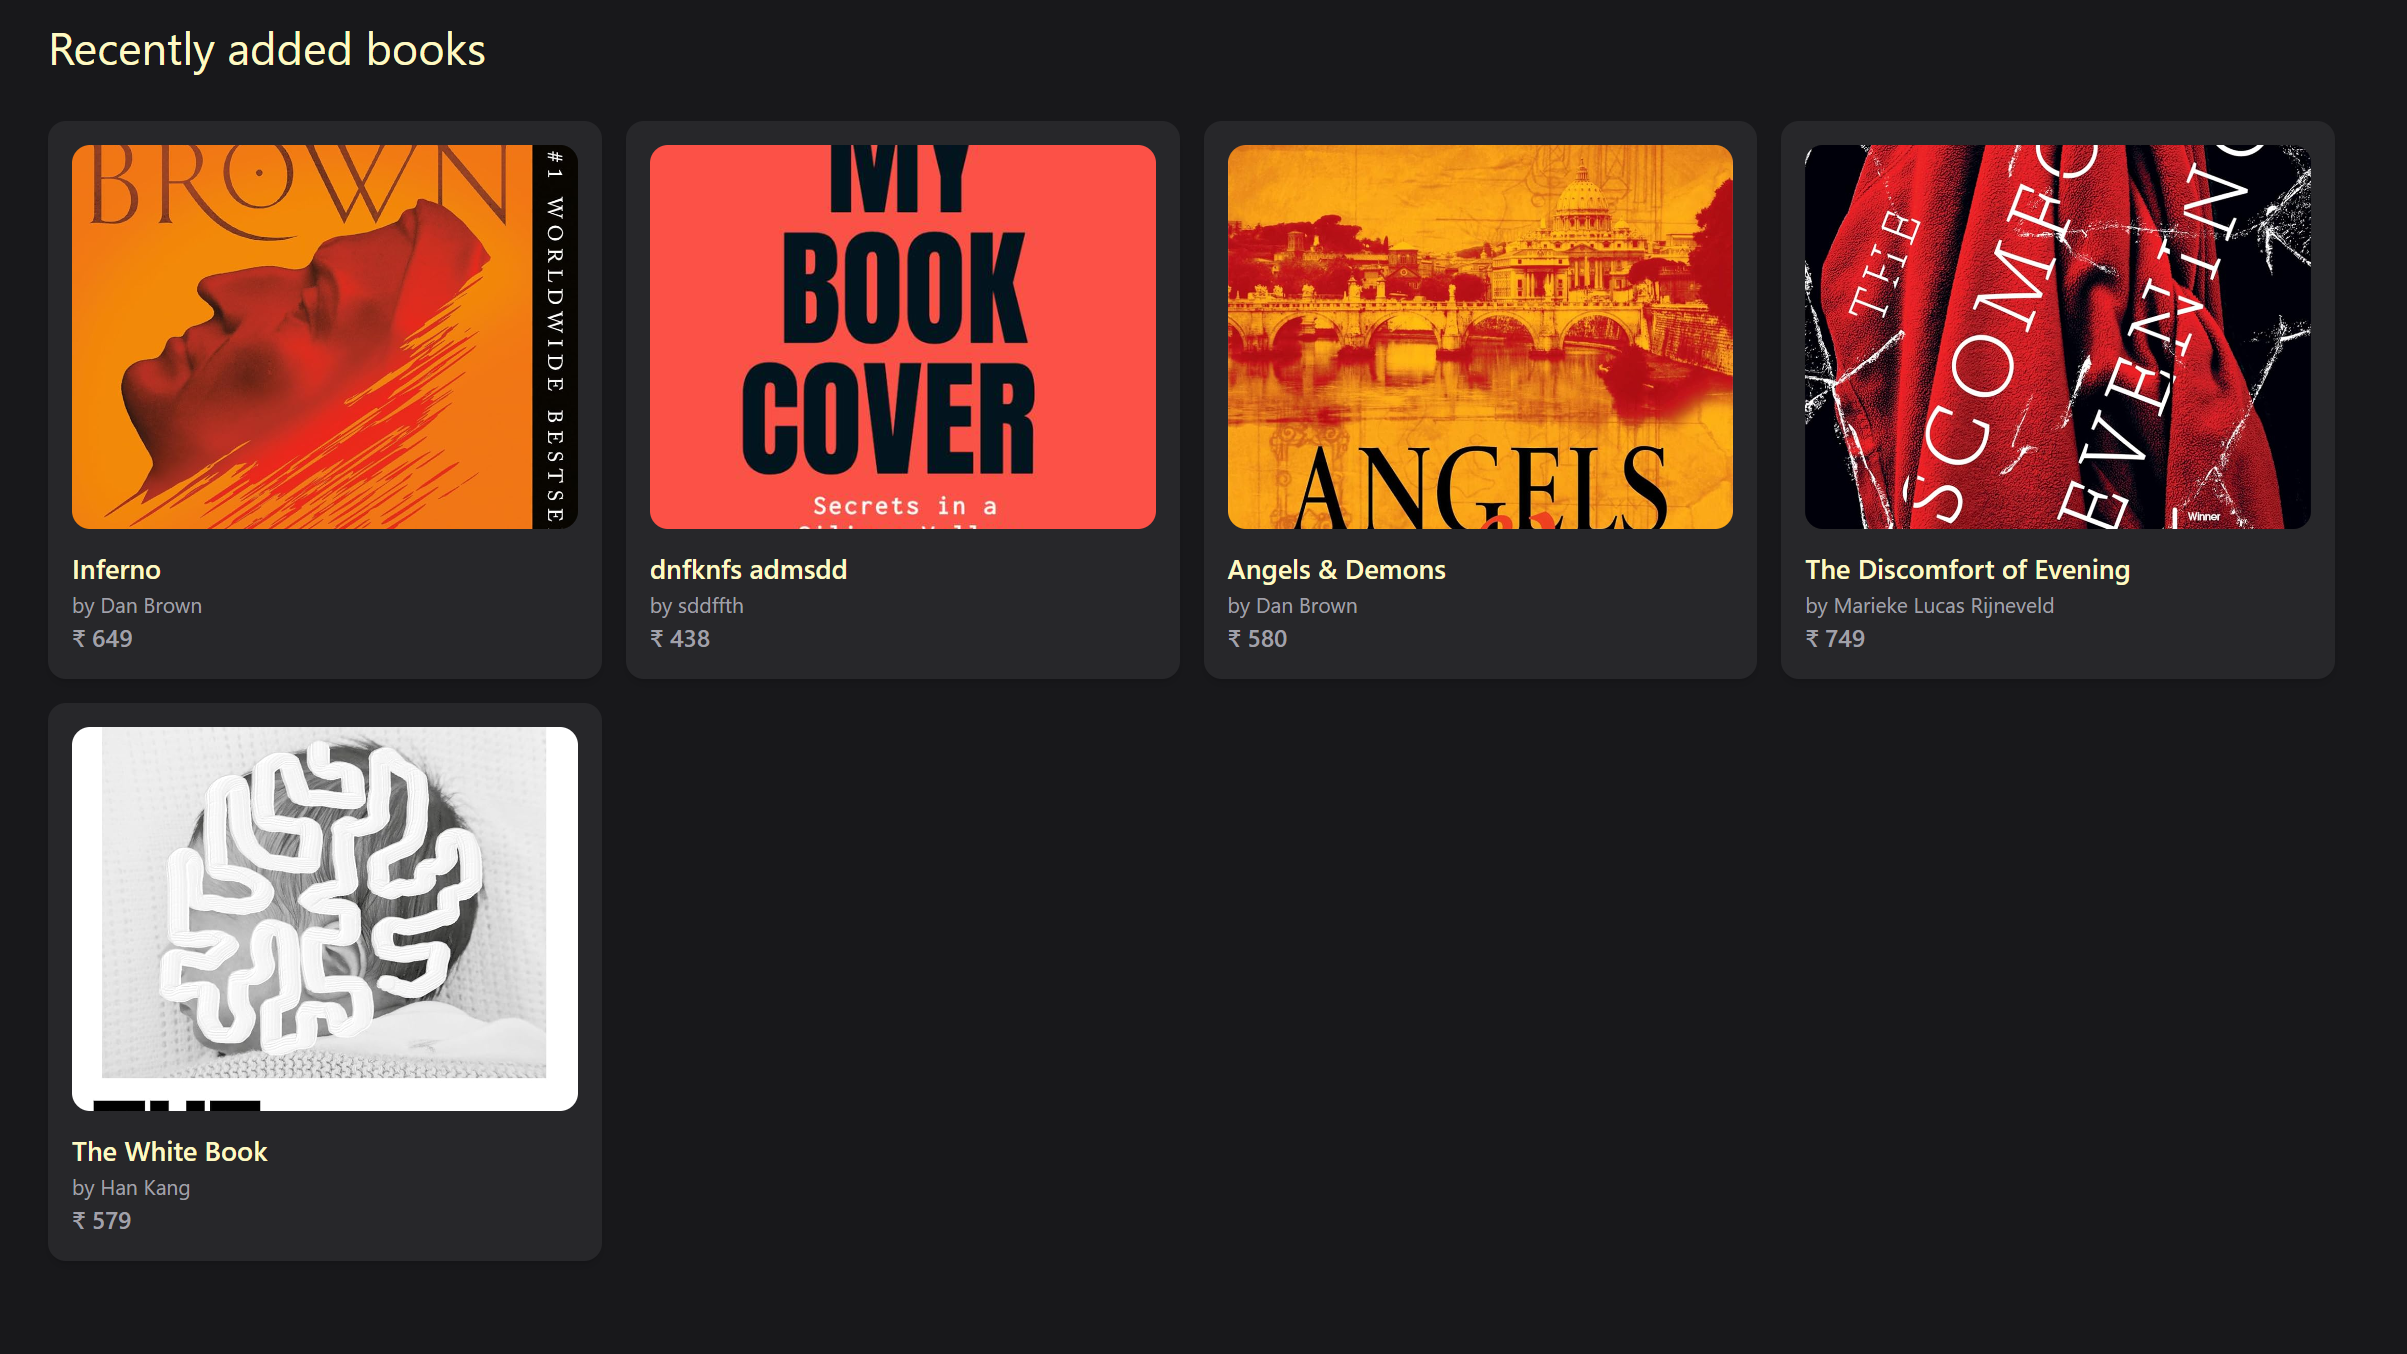 Recently added books
BROWN
#1 WORLDWIDE BESTSE
Inferno
by Dan Brown
₹ 649
MY
BOOK
COVER
Secrets in a
dnfknfs admsdd
by sddffth
₹ 438
ANGELS
&
Angels & Demons
by Dan Brown
₹ 580
THE
SCOMFO
EVENING
Winner
The Discomfort of Evening
by Marieke Lucas Rijneveld
₹ 749
The White Book
by Han Kang
₹ 579